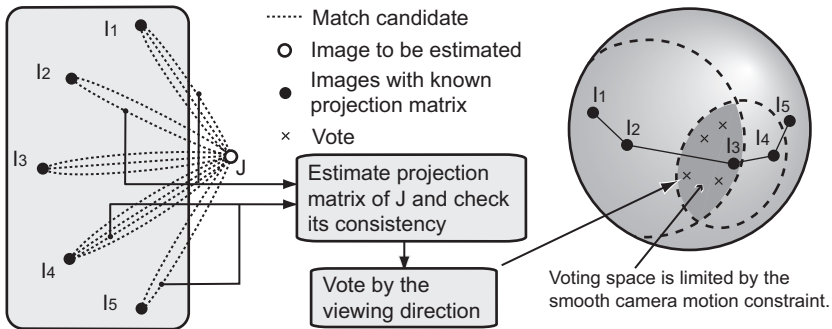 I1
I2
I3
I4
I5
J
Match candidate
Image to be estimated
Images with known
projection matrix
Vote
Estimate projection
matrix of J and check
its consistency
Vote by the
viewing direction
I1
I2
I3
I4
I5
Voting space is limited by the
smooth camera motion constraint.